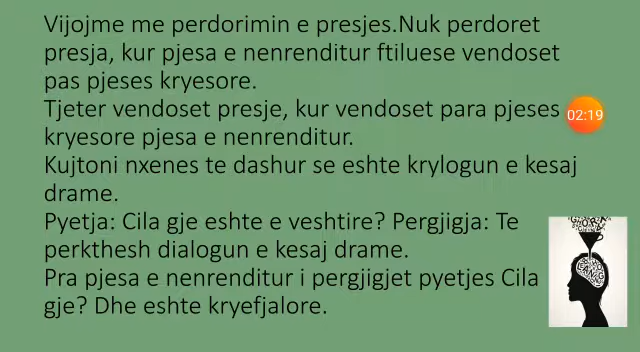 Vijojme me perdorimin e presjes.Nuk perdoret
presja, kur pjesa e nenrenditur ftiluese vendoset
pas pjeses kryesore.
Tjeter vendoset presje, kur vendoset para pjeses
02:19
kryesore pjesa e nenrenditur.
Kujtoni nxenes te dashur se eshte krylogun e kesaj
drame.
Pyetja: Cila gje eshte e veshtire? Pergjigja: Te
perkthesh dialogun e kesaj drame.
Pra pjesa e nenrenditur i pergjigjet pyetjes Cila
gje? Dhe eshte kryefjalore.